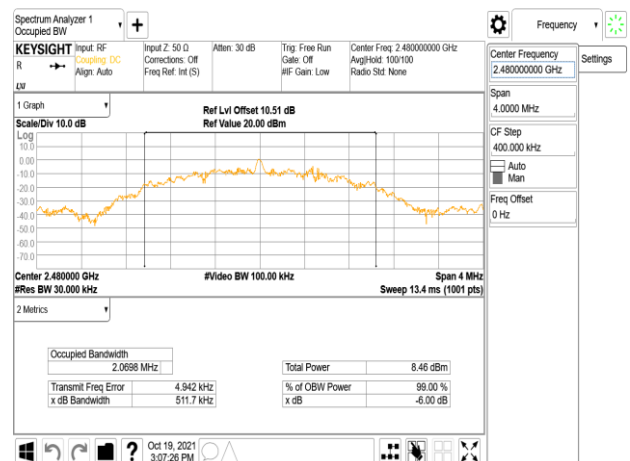 Spectrum Analyzer 1
Occupied BW
Frequency
KEYSIGHT
R
LXI
Input: RF
Coupling: DC
Align: Auto
Input Z: 50 Ω
Corrections: Off
Freq Ref: Int (S)
Atten: 30 dB
Trig: Free Run
Gate: Off
#IF Gain: Low
Center Freq: 2.480000000 GHz
Avg|Hold: 100/100
Radio Std: None
Center Frequency
2.480000000 GHz
Settings
Span
4.0000 MHz
CF Step
400.000 kHz
Auto
Man
Freq Offset
0 Hz
1 Graph
Scale/Div 10.0 dB
Ref Lvl Offset 10.51 dB
Ref Value 20.00 dBm
Log
10.0
0.00
-10.0
-20.0
-30.0
-40.0
-50.0
-60.0
-70.0
Center 2.480000 GHz
#Video BW 100.00 kHz
Span 4 MHz
#Res BW 30.000 kHz
Sweep 13.4 ms (1001 pts)
2 Metrics
Occupied Bandwidth
2.0698 MHz
Total Power 8.46 dBm
Transmit Freq Error 4.942 kHz
% of OBW Power 99.00 %
x dB Bandwidth 511.7 kHz
x dB -6.00 dB
?
Oct 19, 2021
3:07:26 PM